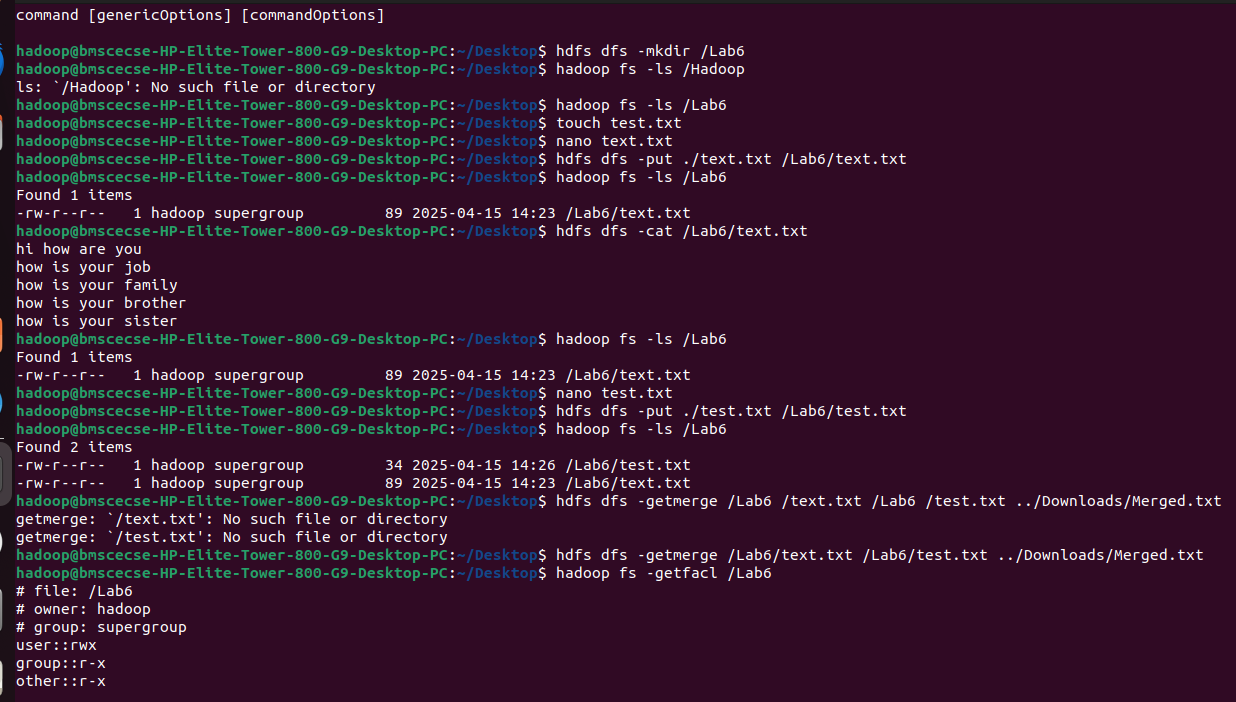 command [genericOptions] [commandOptions]
hadoop@bmscecse-HP-Elite-Tower-800-G9-Desktop-PC:~/Desktop$ hdfs dfs -mkdir /Lab6
hadoop@bmscecse-HP-Elite-Tower-800-G9-Desktop-PC:~/Desktop$ hadoop fs -ls /Hadoop
ls: `/Hadoop': No such file or directory
hadoop@bmscecse-HP-Elite-Tower-800-G9-Desktop-PC:~/Desktop$ hadoop fs -ls /Lab6
hadoop@bmscecse-HP-Elite-Tower-800-G9-Desktop-PC:~/Desktop$ touch test.txt
hadoop@bmscecse-HP-Elite-Tower-800-G9-Desktop-PC:~/Desktop$ nano text.txt
hadoop@bmscecse-HP-Elite-Tower-800-G9-Desktop-PC:~/Desktop$ hdfs dfs -put ./text.txt /Lab6/text.txt
hadoop@bmscecse-HP-Elite-Tower-800-G9-Desktop-PC:~/Desktop$ hadoop fs -ls /Lab6
Found 1 items
-rw-r--r--   1 hadoop supergroup         89 2025-04-15 14:23 /Lab6/text.txt
hadoop@bmscecse-HP-Elite-Tower-800-G9-Desktop-PC:~/Desktop$ hdfs dfs -cat /Lab6/text.txt
hi how are you
how is your job
how is your family
how is your brother
how is your sister
hadoop@bmscecse-HP-Elite-Tower-800-G9-Desktop-PC:~/Desktop$ hadoop fs -ls /Lab6
Found 1 items
-rw-r--r--   1 hadoop supergroup         89 2025-04-15 14:23 /Lab6/text.txt
hadoop@bmscecse-HP-Elite-Tower-800-G9-Desktop-PC:~/Desktop$ nano test.txt
hadoop@bmscecse-HP-Elite-Tower-800-G9-Desktop-PC:~/Desktop$ hdfs dfs -put ./test.txt /Lab6/test.txt
hadoop@bmscecse-HP-Elite-Tower-800-G9-Desktop-PC:~/Desktop$ hadoop fs -ls /Lab6
Found 2 items
-rw-r--r--   1 hadoop supergroup         34 2025-04-15 14:26 /Lab6/test.txt
-rw-r--r--   1 hadoop supergroup         89 2025-04-15 14:23 /Lab6/text.txt
hadoop@bmscecse-HP-Elite-Tower-800-G9-Desktop-PC:~/Desktop$ hdfs dfs -getmerge /Lab6 /text.txt /Lab6 /test.txt ../Downloads/Merged.txt
getmerge: `/text.txt': No such file or directory
getmerge: `/test.txt': No such file or directory
hadoop@bmscecse-HP-Elite-Tower-800-G9-Desktop-PC:~/Desktop$ hdfs dfs -getmerge /Lab6/text.txt /Lab6/test.txt ../Downloads/Merged.txt
hadoop@bmscecse-HP-Elite-Tower-800-G9-Desktop-PC:~/Desktop$ hadoop fs -getfacl /Lab6
# file: /Lab6
# owner: hadoop
# group: supergroup
user::rwx
group::r-x
other::r-x